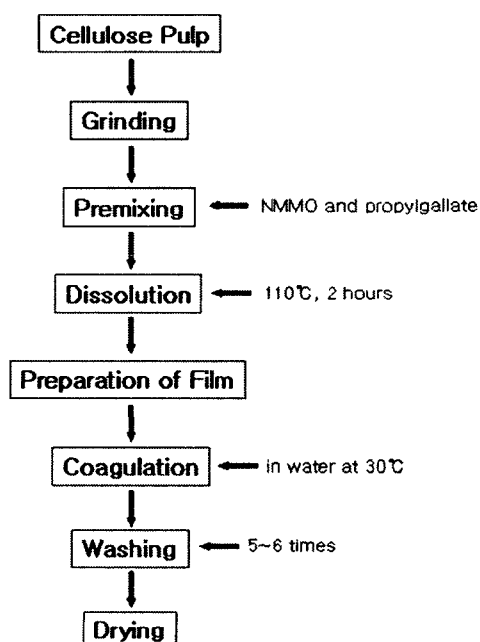 Cellulose Pulp
Grinding
Premixing
NMMO and propylgallate
Dissolution
110℃, 2 hours
Preparation of Film
Coagulation
in water at 30℃
Washing
5~6 times
Drying